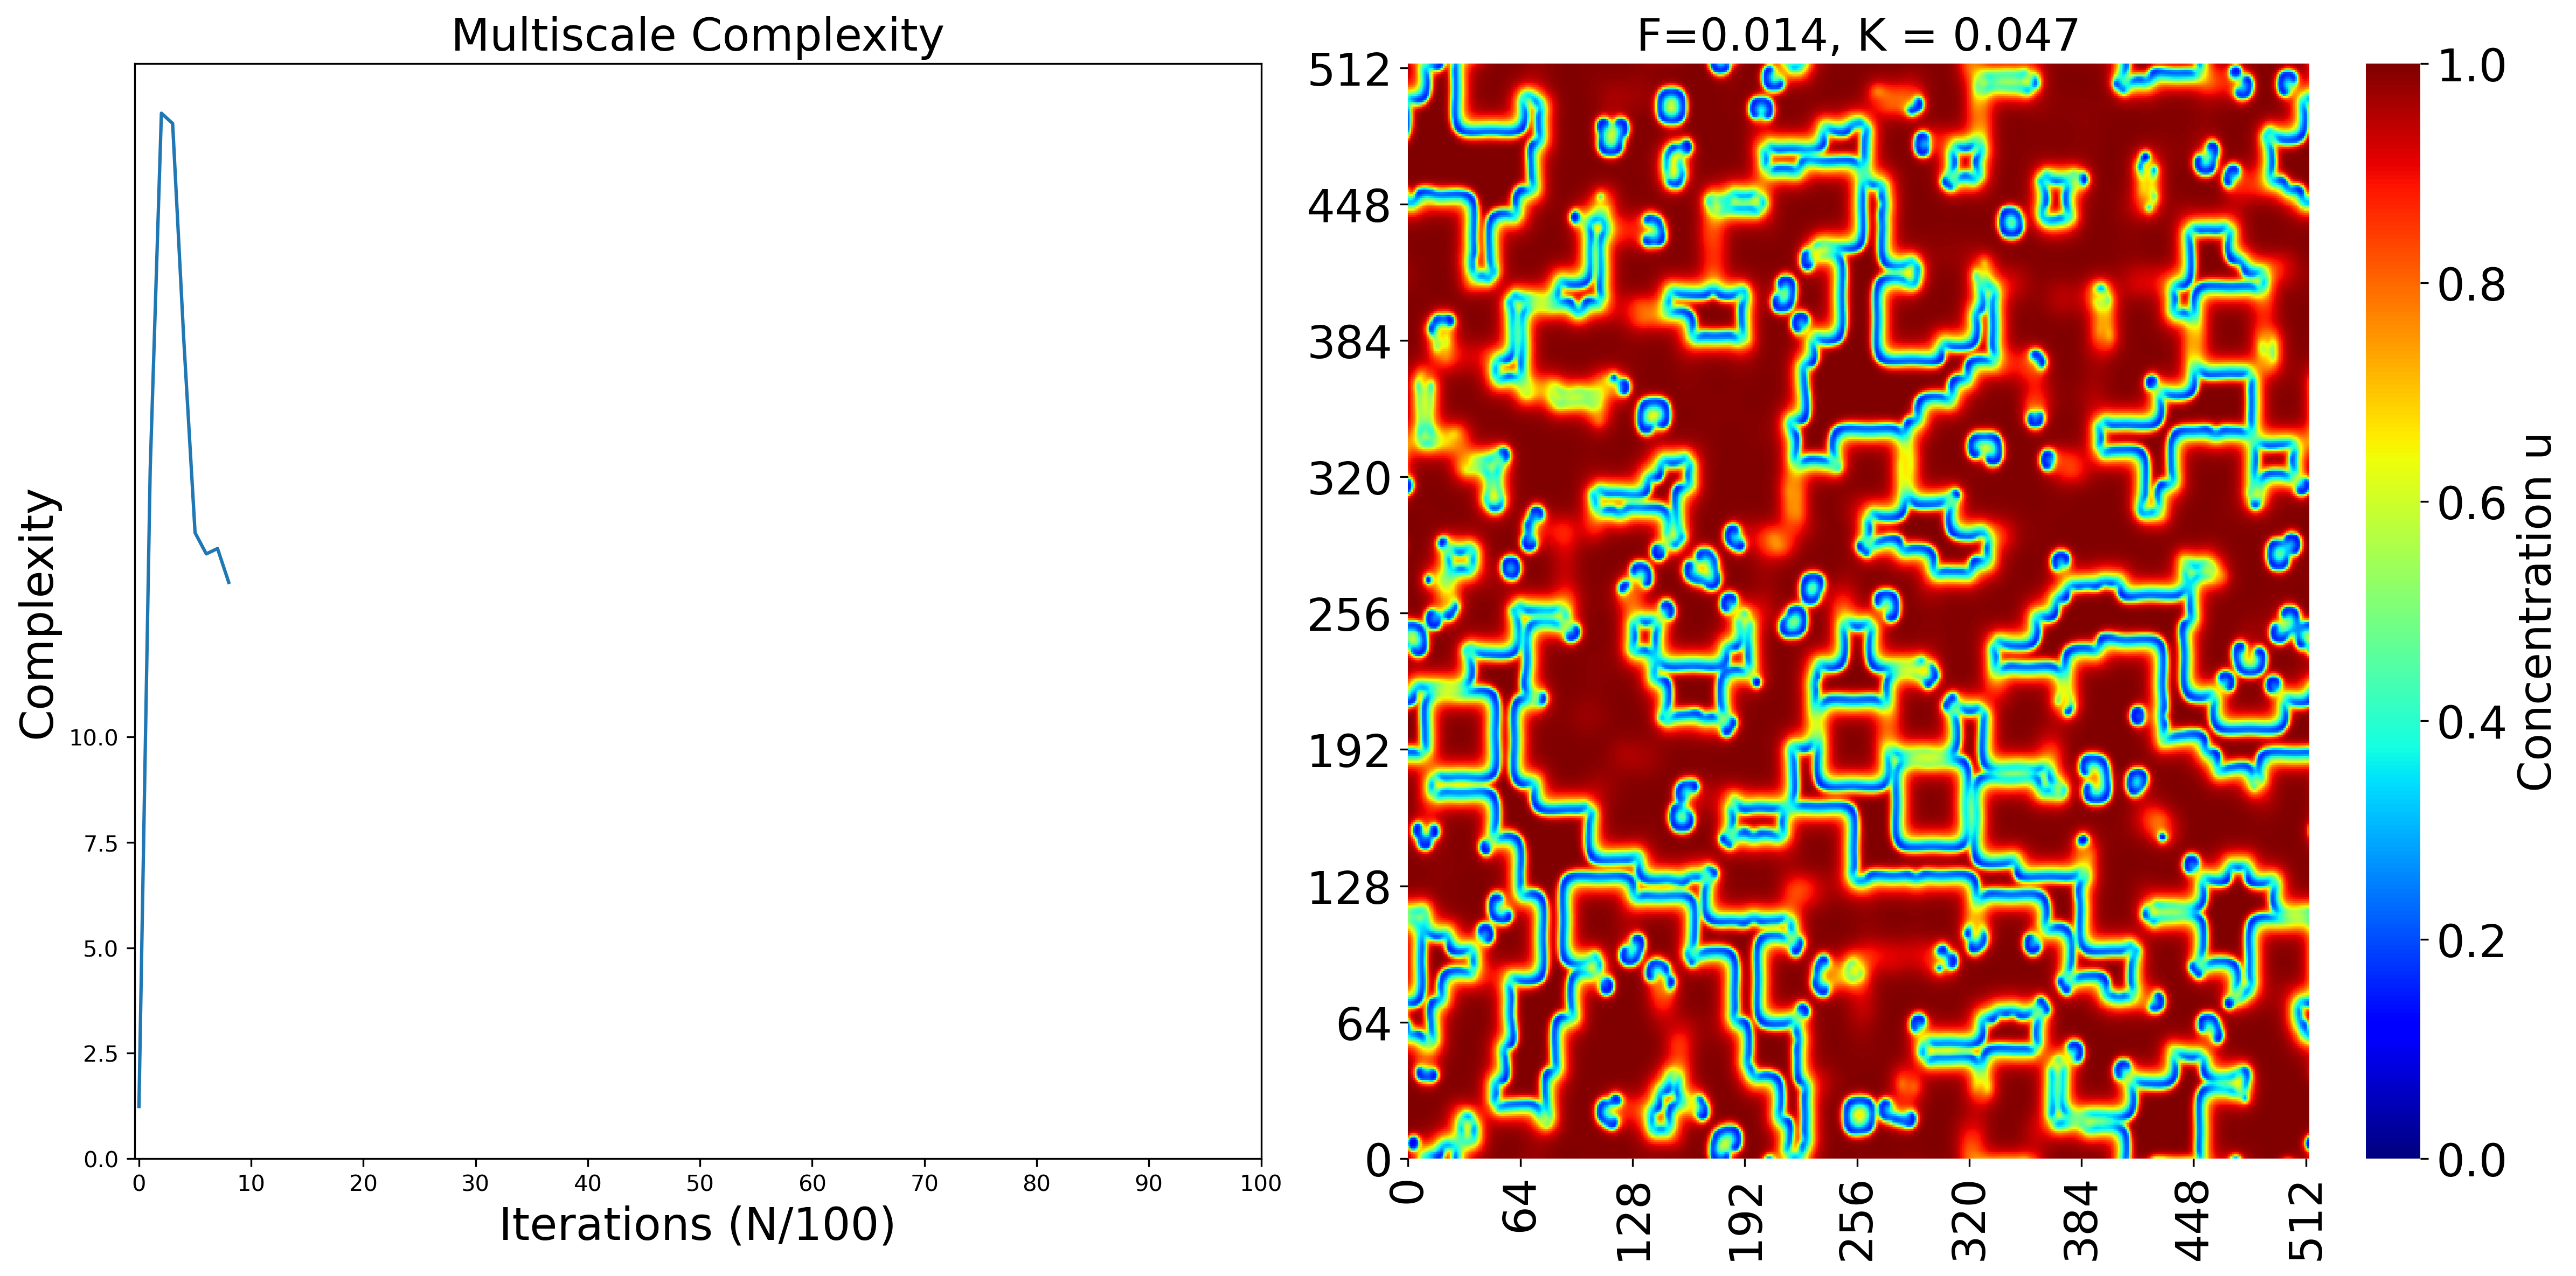 Multiscale Complexity
Complexity
10.0
7.5
5.0
2.5
0.0
0 10 20 30 40 50 60 70 80 90 100
Iterations (N/100)
F=0.014, K = 0.047
512
448
384
320
256
192
128
64
0
0 64 128 192 256 320 384 448 512
1.0
0.8
0.6
0.4
0.2
0.0
Concentration u